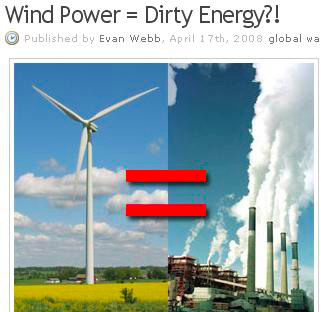 Wind Power = Dirty Energy?!
Published by Evan Webb, April 17th, 2008 global wa